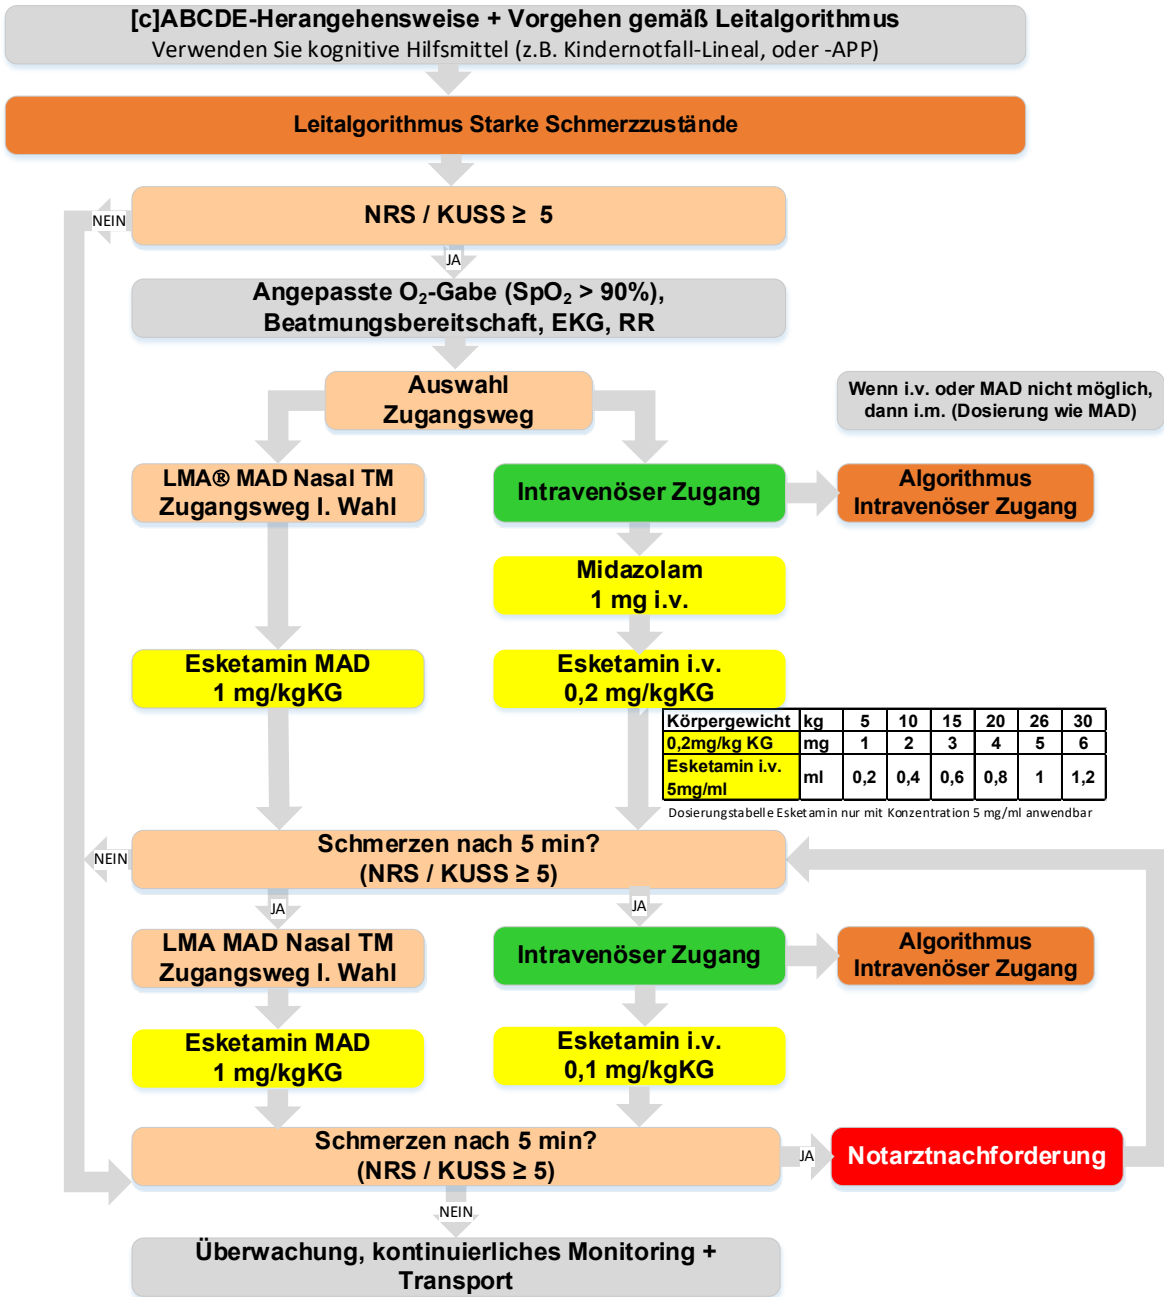 [c]ABCDE-Herangehensweise + Vorgehen gemäß Leitalgorithmus
Verwenden Sie kognitive Hilfsmittel (z.B. Kindernotfall-Lineal, oder -APP)
Leitalgorithmus Starke Schmerzzustände
NRS / KUSS ≥ 5
NEIN
JA
Angepasste O₂-Gabe (SpO₂ > 90%),
Beatmungsbereitschaft, EKG, RR
Auswahl
Zugangsweg
Wenn i.v. oder MAD nicht möglich,
dann i.m. (Dosierung wie MAD)
LMA® MAD Nasal TM
Zugangsweg I. Wahl
Intravenöser Zugang
Algorithmus
Intravenöser Zugang
Midazolam
1 mg i.v.
Esketamin MAD
1 mg/kgKG
Esketamin i.v.
0,2 mg/kgKG
Körpergewicht kg 5 10 15 20 26 30
0,2mg/kg KG mg 1 2 3 4 5 6
Esketamin i.v.
5mg/ml ml 0,2 0,4 0,6 0,8 1 1,2
Dosierungstabelle Esketamin nur mit Konzentration 5 mg/ml anwendbar
Schmerzen nach 5 min?
(NRS / KUSS ≥ 5)
NEIN
JA
JA
LMA MAD Nasal TM
Zugangsweg I. Wahl
Intravenöser Zugang
Algorithmus
Intravenöser Zugang
Esketamin MAD
1 mg/kgKG
Esketamin i.v.
0,1 mg/kgKG
Schmerzen nach 5 min?
(NRS / KUSS ≥ 5)
JA
Notarztnachforderung
NEIN
Überwachung, kontinuierliches Monitoring +
Transport